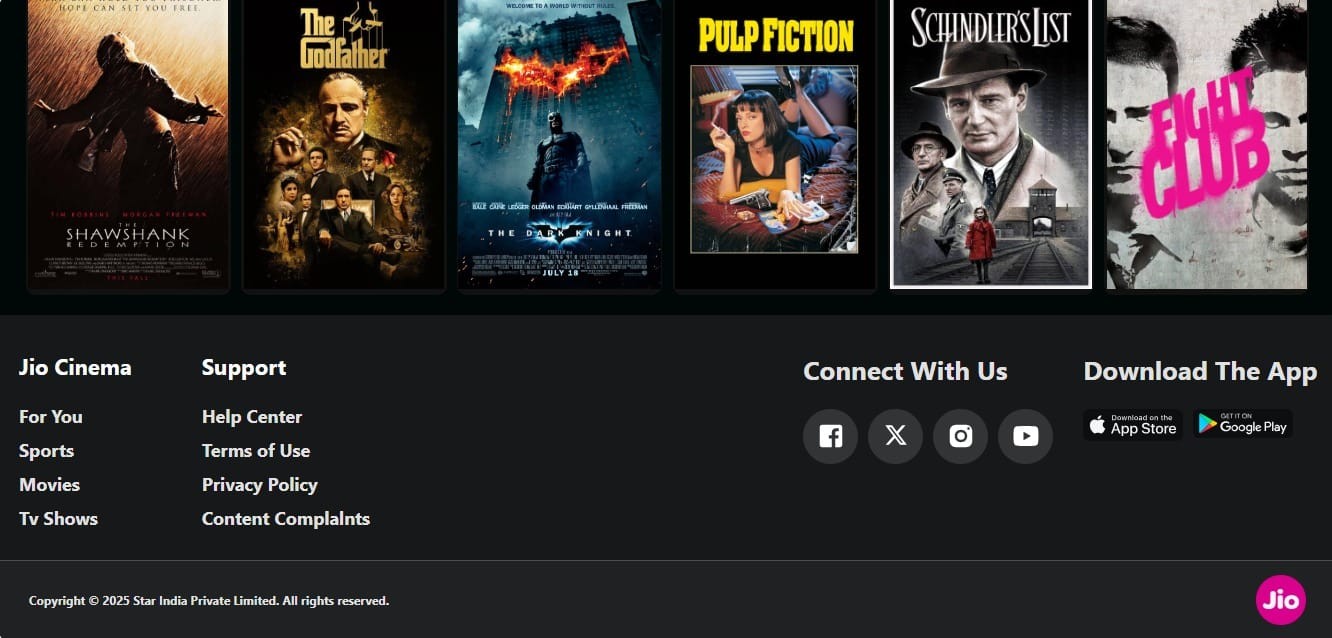 HOPE CAN SET YOU FREE.
TIM ROBBINS MORGAN FREEMAN
THE
SHAWSHANK
REDEMPTION
THIS FALL
The
Godfather
WELCOME TO A WORLD WITHOUT RULES.
BALE CAINE LEDGER OLDMAN ECKHART GYLLENHAAL FREEMAN
THE DARK KNIGHT
JULY 18
PULP FICTION
SCHINDLER'S LIST
FIGHT
CLUB
Jio Cinema
For You
Sports
Movies
Tv Shows
Support
Help Center
Terms of Use
Privacy Policy
Content Complalnts
Connect With Us
Download The App
Download on the
App Store
GET IT ON
Google Play
Copyright © 2025 Star India Private Limited. All rights reserved.
Jio